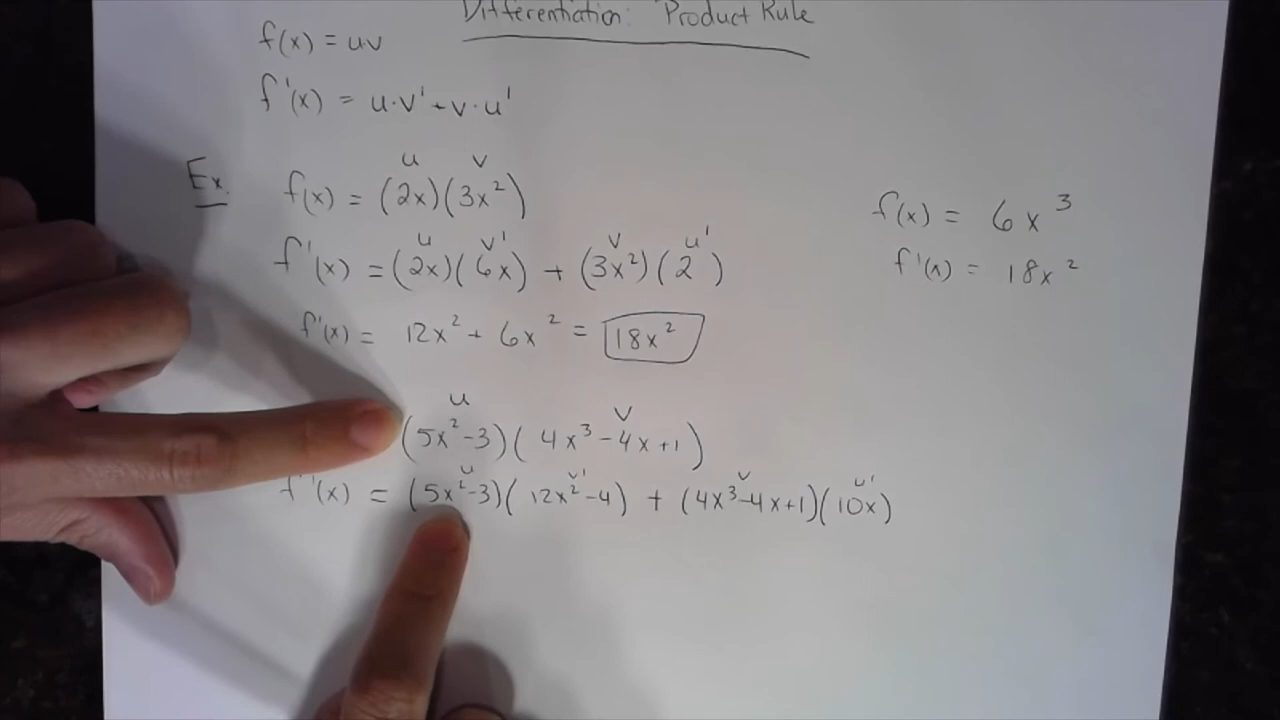 Differentiation: Product Rule
f(x) = uv
f'(x) = u·v' + v·u'
u v
Ex. f(x) = (2x)(3x²)
u v' v u'
f'(x) = (2x)(6x) + (3x²)(2)
f'(x) = 12x² + 6x² = 18x²
f(x) = 6x³
f'(x) = 18x²
u v
(5x²-3)(4x³-4x+1)
u v' v u'
f'(x) = (5x²-3)(12x²-4) + (4x³-4x+1)(10x)